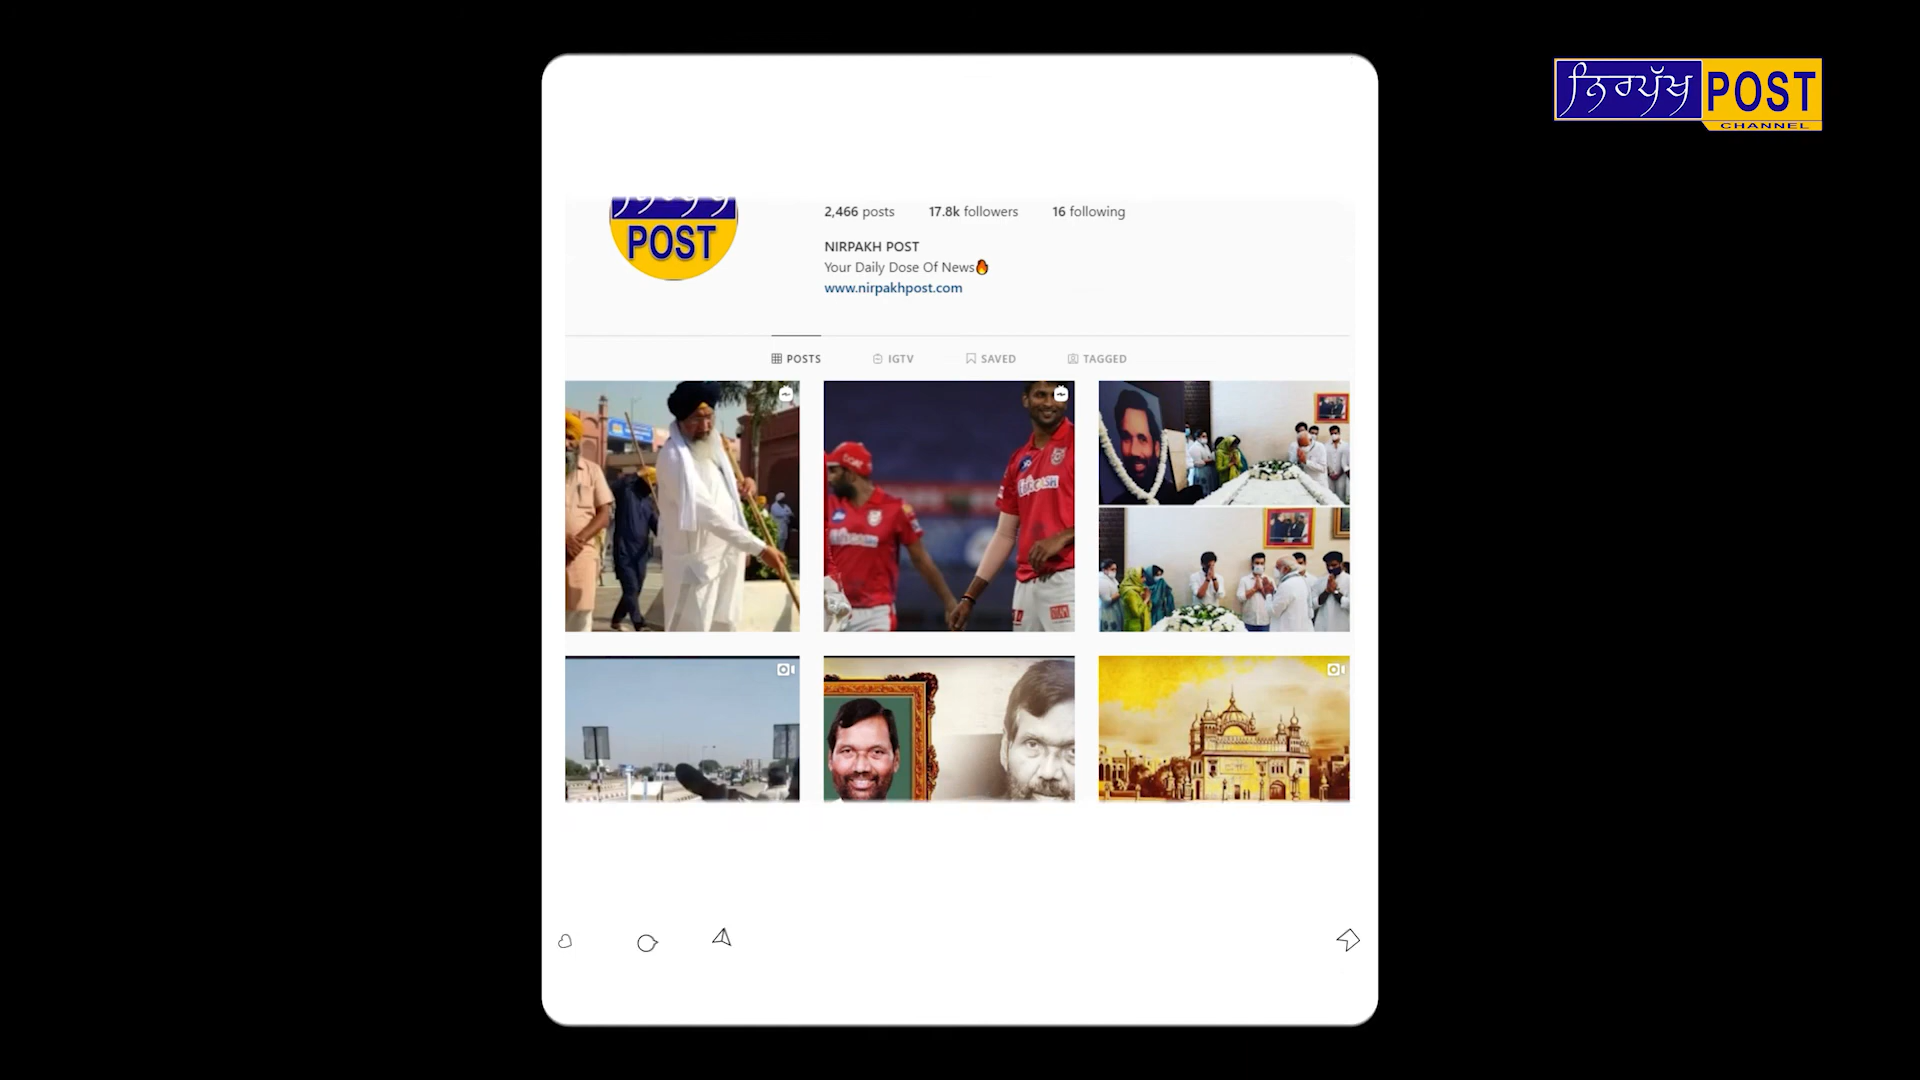 ਨਿਰਪੱਖ POST
CHANNEL
ਨਿਰਪੱਖ
POST
2,466 posts 17.8k followers 16 following
NIRPAKH POST
Your Daily Dose Of News🔥
www.nirpakhpost.com
POSTS IGTV SAVED TAGGED